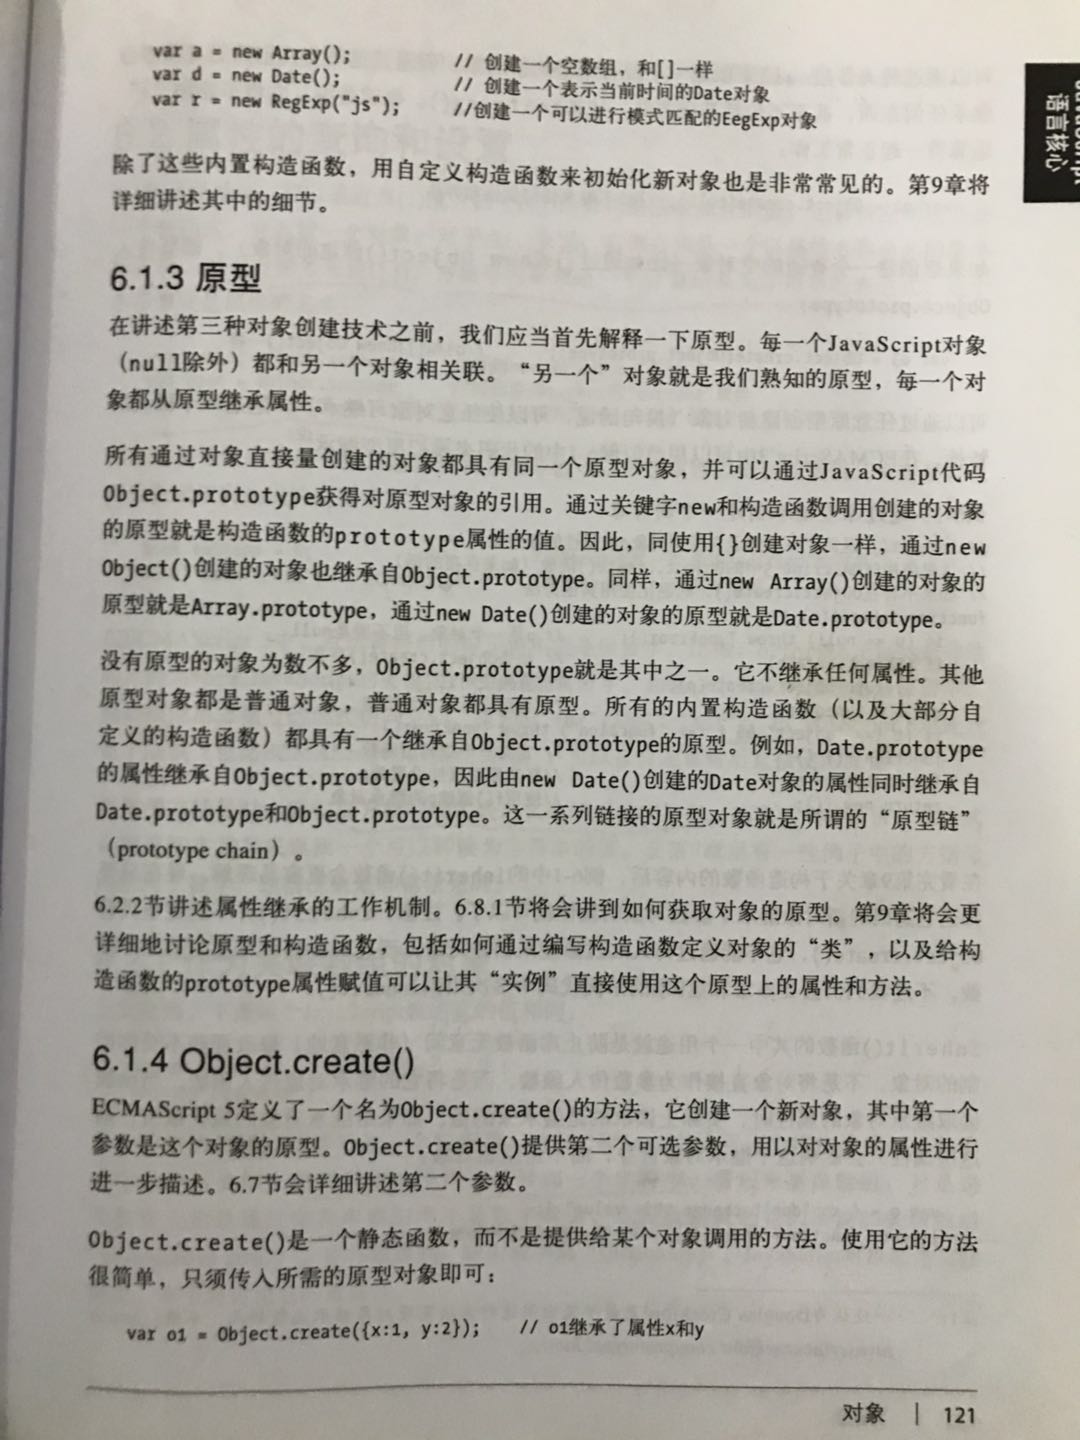 var a = new Array();    // 创建一个空数组，和[]一样
var d = new Date();    // 创建一个表示当前时间的Date对象
var r = new RegExp("js");    //创建一个可以进行模式匹配的EegExp对象
语言核心
除了这些内置构造函数，用自定义构造函数来初始化新对象也是非常常见的。第9章将
详细讲述其中的细节。
6.1.3 原型
在讲述第三种对象创建技术之前，我们应当首先解释一下原型。每一个JavaScript对象
（null除外）都和另一个对象相关联。“另一个”对象就是我们熟知的原型，每一个对
象都从原型继承属性。
所有通过对象直接量创建的对象都具有同一个原型对象，并可以通过JavaScript代码
Object.prototype获得对原型对象的引用。通过关键字new和构造函数调用创建的对象
的原型就是构造函数的prototype属性的值。因此，同使用{}创建对象一样，通过new
Object()创建的对象也继承自Object.prototype。同样，通过new Array()创建的对象的
原型就是Array.prototype，通过new Date()创建的对象的原型就是Date.prototype。
没有原型的对象为数不多，Object.prototype就是其中之一。它不继承任何属性。其他
原型对象都是普通对象，普通对象都具有原型。所有的内置构造函数（以及大部分自
定义的构造函数）都具有一个继承自Object.prototype的原型。例如，Date.prototype
的属性继承自Object.prototype，因此由new Date()创建的Date对象的属性同时继承自
Date.prototype和Object.prototype。这一系列链接的原型对象就是所谓的“原型链”
（prototype chain）。
6.2.2节讲述属性继承的工作机制。6.8.1节将会讲到如何获取对象的原型。第9章将会更
详细地讨论原型和构造函数，包括如何通过编写构造函数定义对象的“类”，以及给构
造函数的prototype属性赋值可以让其“实例”直接使用这个原型上的属性和方法。
6.1.4 Object.create()
ECMAScript 5定义了一个名为Object.create()的方法，它创建一个新对象，其中第一个
参数是这个对象的原型。Object.create()提供第二个可选参数，用以对对象的属性进行
进一步描述。6.7节会详细讲述第二个参数。
Object.create()是一个静态函数，而不是提供给某个对象调用的方法。使用它的方法
很简单，只须传入所需的原型对象即可：
var o1 = Object.create({x:1, y:2});    // o1继承了属性x和y
对象 | 121